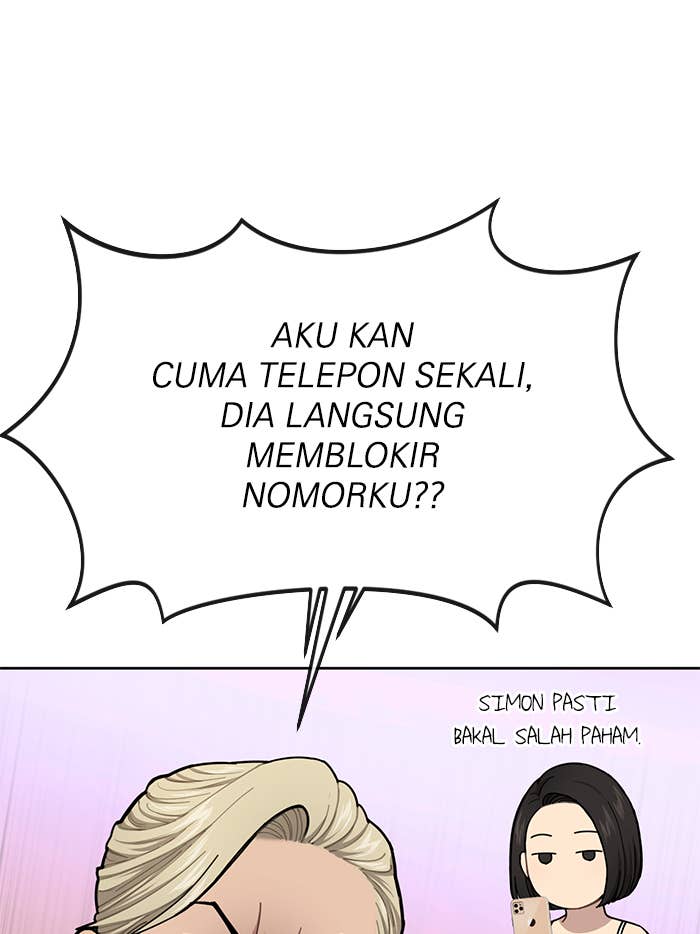 AKU KAN
CUMA TELEPON SEKALI,
DIA LANGSUNG
MEMBLOKIR
NOMORKU??
SIMON PASTI
BAKAL SALAH PAHAM.